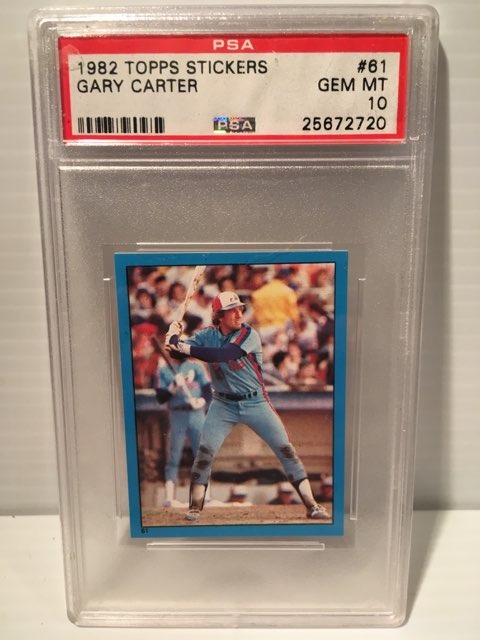 PSA
1982 TOPPS STICKERS #61
GARY CARTER GEM MT
10
PSA 25672720
61